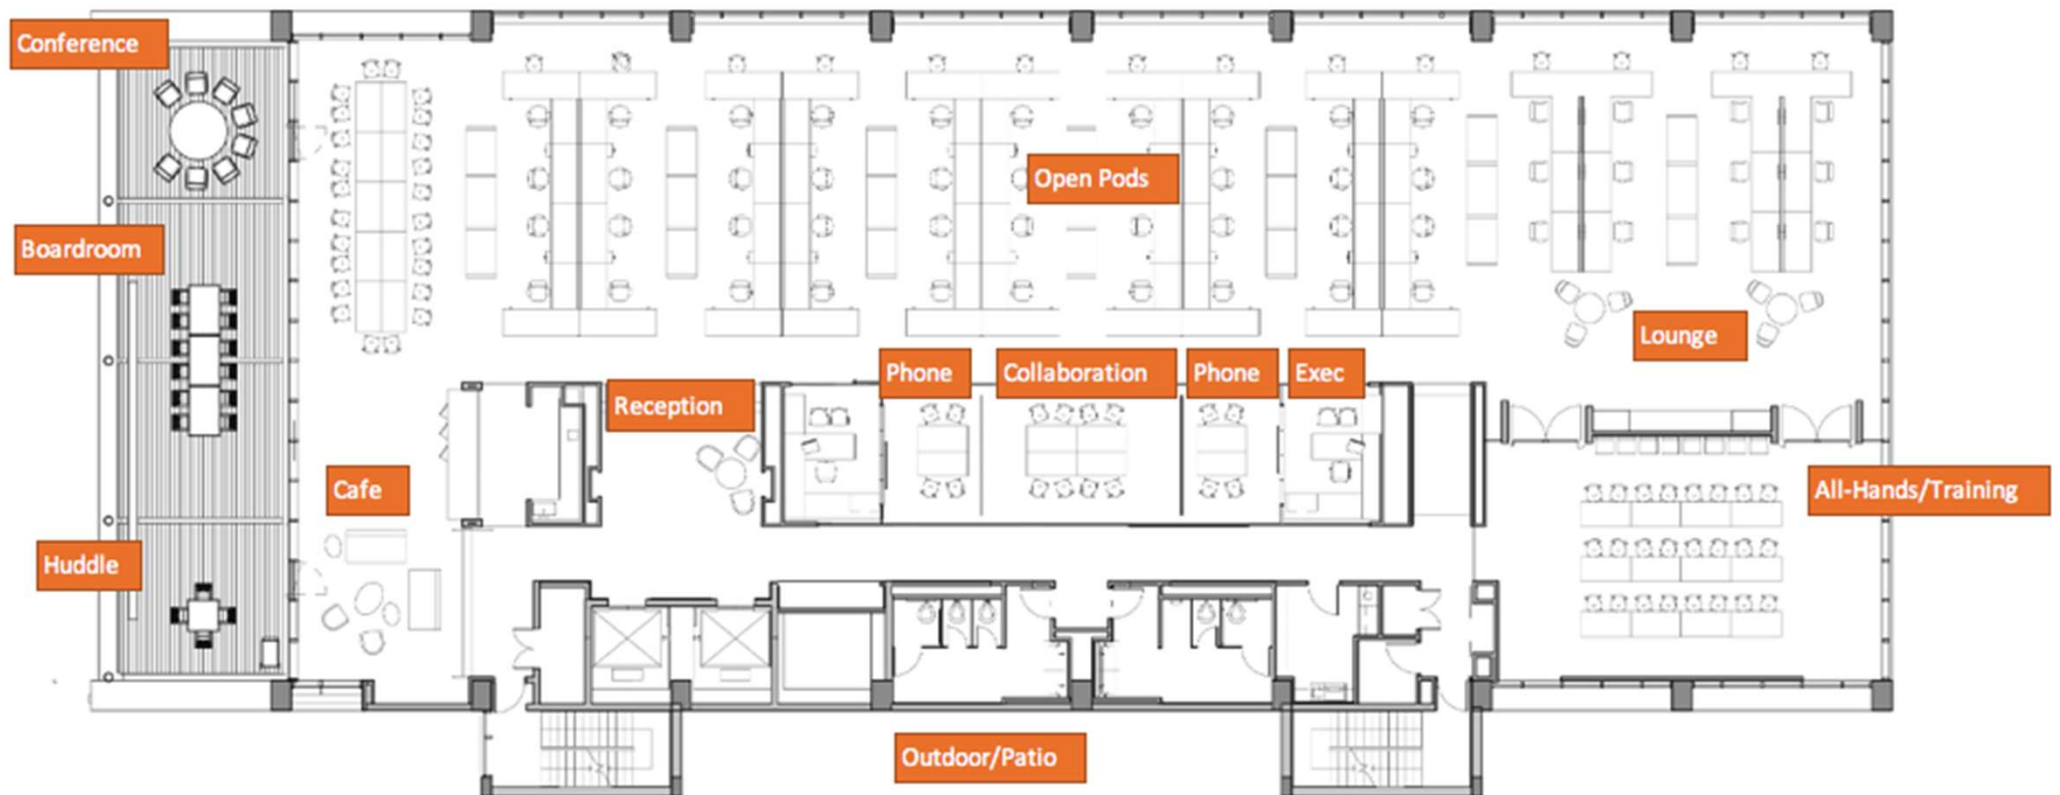 Conference
Open Pods
Boardroom
Lounge
Phone
Collaboration
Phone
Exec
Reception
Cafe
All-Hands/Training
Huddle
Outdoor/Patio